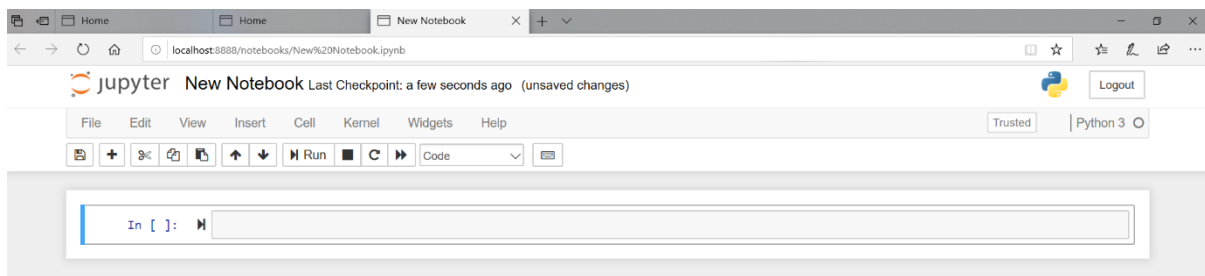 Home Home New Notebook
localhost:8888/notebooks/New%20Notebook.ipynb
jupyter New Notebook Last Checkpoint: a few seconds ago (unsaved changes) Logout
File Edit View Insert Cell Kernel Widgets Help Trusted Python 3
Run Code
In [ ]: